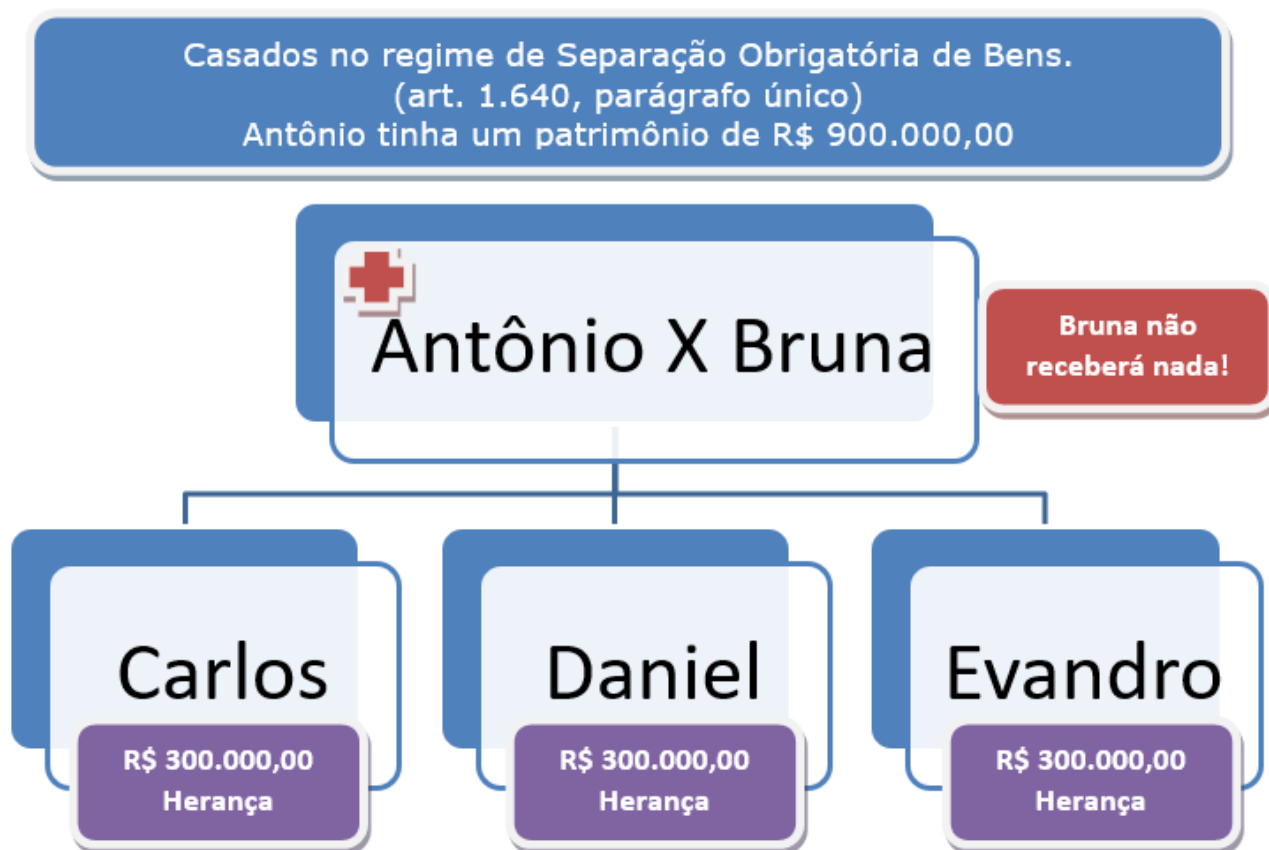 Casados no regime de Separação Obrigatória de Bens.
(art. 1.640, parágrafo único)
Antônio tinha um patrimônio de R$ 900.000,00
Antônio X Bruna
Bruna não
receberá nada!
Carlos
Daniel
Evandro
R$ 300.000,00
Herança
R$ 300.000,00
Herança
R$ 300.000,00
Herança